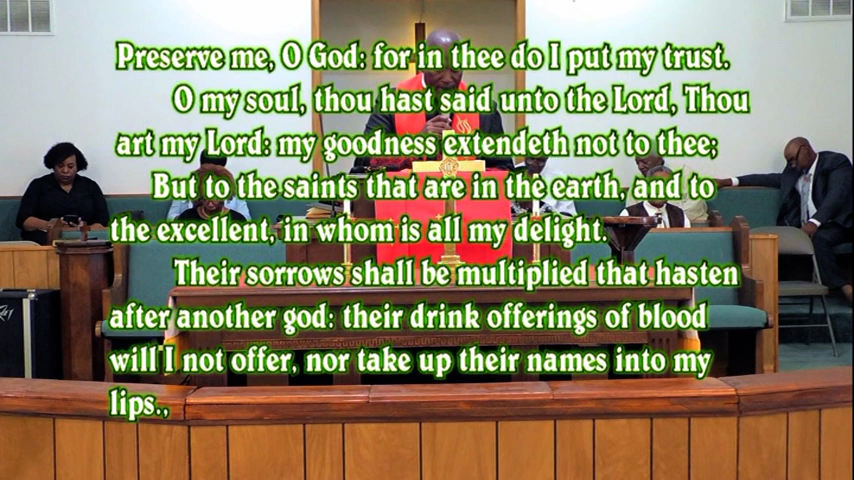 Preserve me, O God: for in thee do I put my trust.
O my soul, thou hast said unto the Lord, Thou
art my Lord: my goodness extendeth not to thee;
But to the saints that are in the earth, and to
the excellent, in whom is all my delight.
Their sorrows shall be multiplied that hasten
after another god: their drink offerings of blood
will I not offer, nor take up their names into my
lips.,